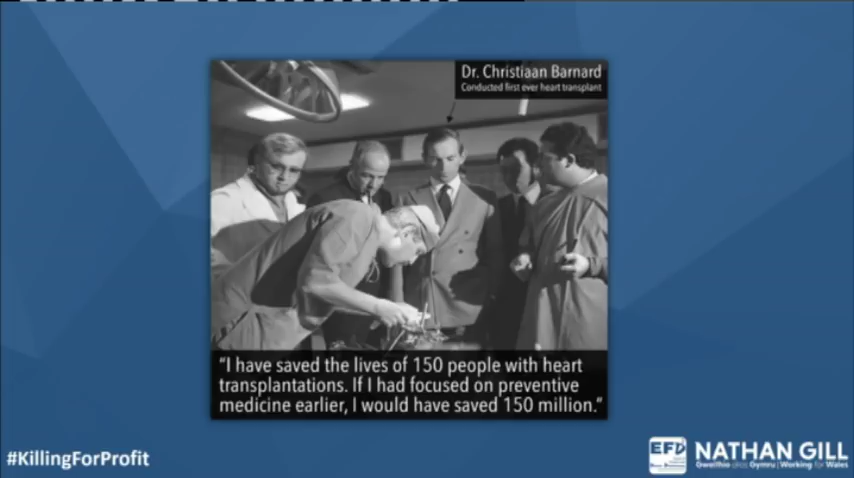 Dr. Christiaan Barnard
Conducted first ever heart transplant
"I have saved the lives of 150 people with heart
transplantations. If I had focused on preventive
medicine earlier, I would have saved 150 million."
#KillingForProfit
EFD
NATHAN GILL
Gweithio dros Gymru | Working for Wales